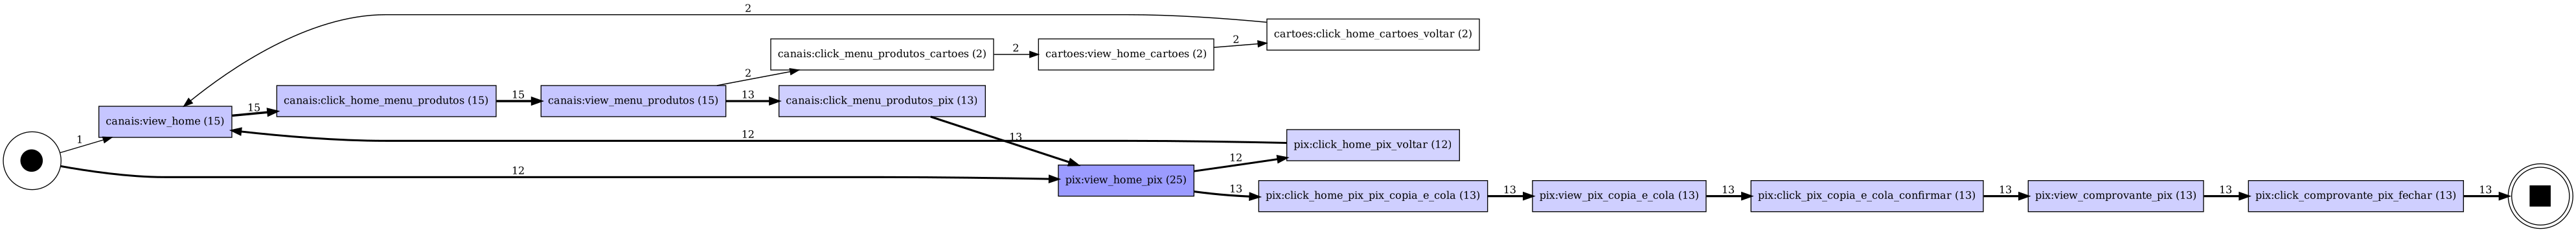 2
cartoes:click_home_cartoes_voltar (2)
2
canais:click_menu_produtos_cartoes (2)
2
cartoes:view_home_cartoes (2)
2
canais:click_home_menu_produtos (15)
15
canais:view_menu_produtos (15)
13
canais:click_menu_produtos_pix (13)
15
canais:view_home (15)
1
12
13
pix:click_home_pix_voltar (12)
12
12
pix:view_home_pix (25)
13
pix:click_home_pix_pix_copia_e_cola (13)
13
pix:view_pix_copia_e_cola (13)
13
pix:click_pix_copia_e_cola_confirmar (13)
13
pix:view_comprovante_pix (13)
13
pix:click_comprovante_pix_fechar (13)
13